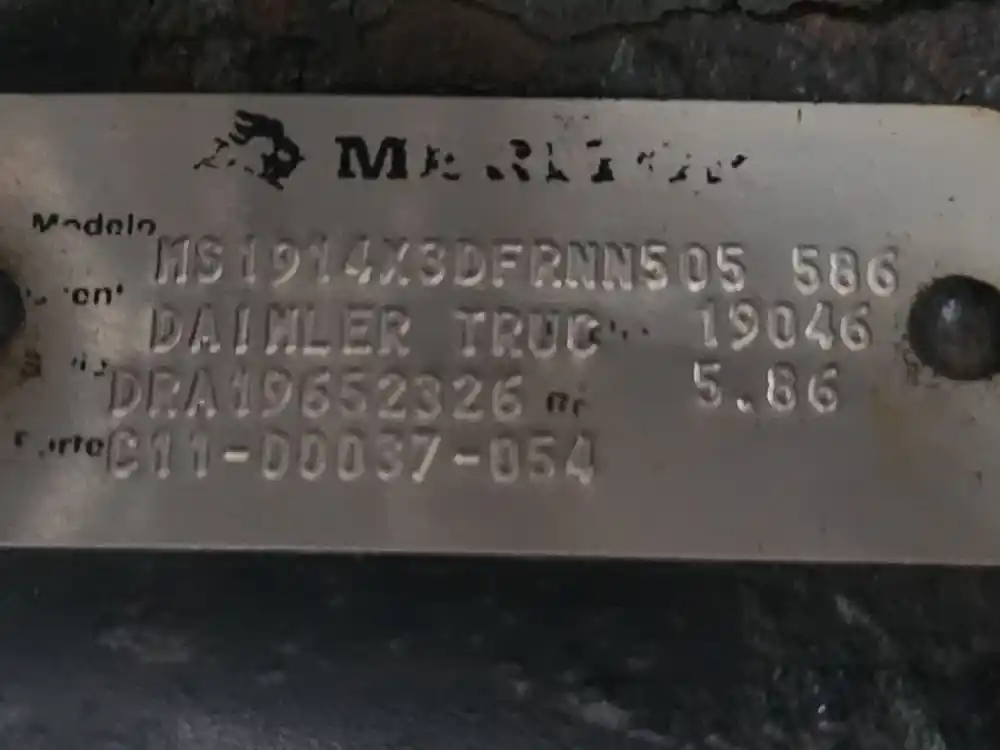 MERITOR
Modelo MS1914X3DFRNN505 586
DAIMLER TRUC 19046
DRA19652326 5.86
C11-00037-054